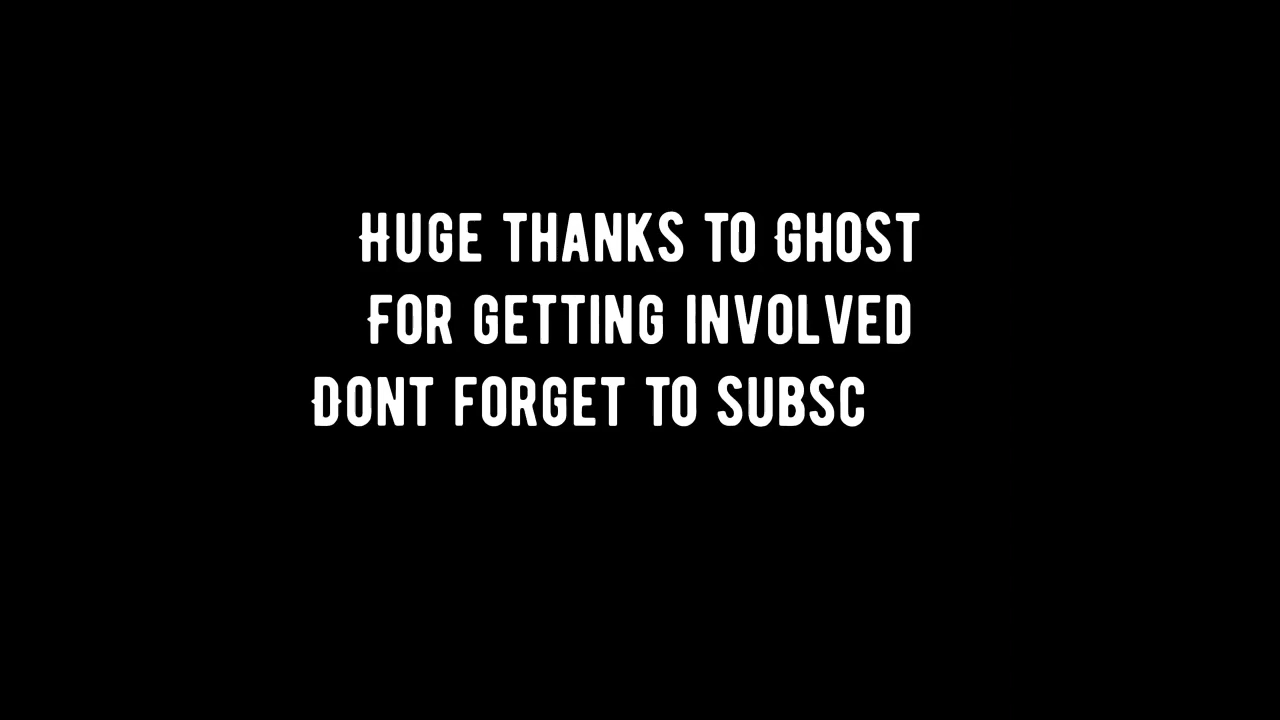 Huge thanks to Ghost
For getting involved
Dont forget to subsc